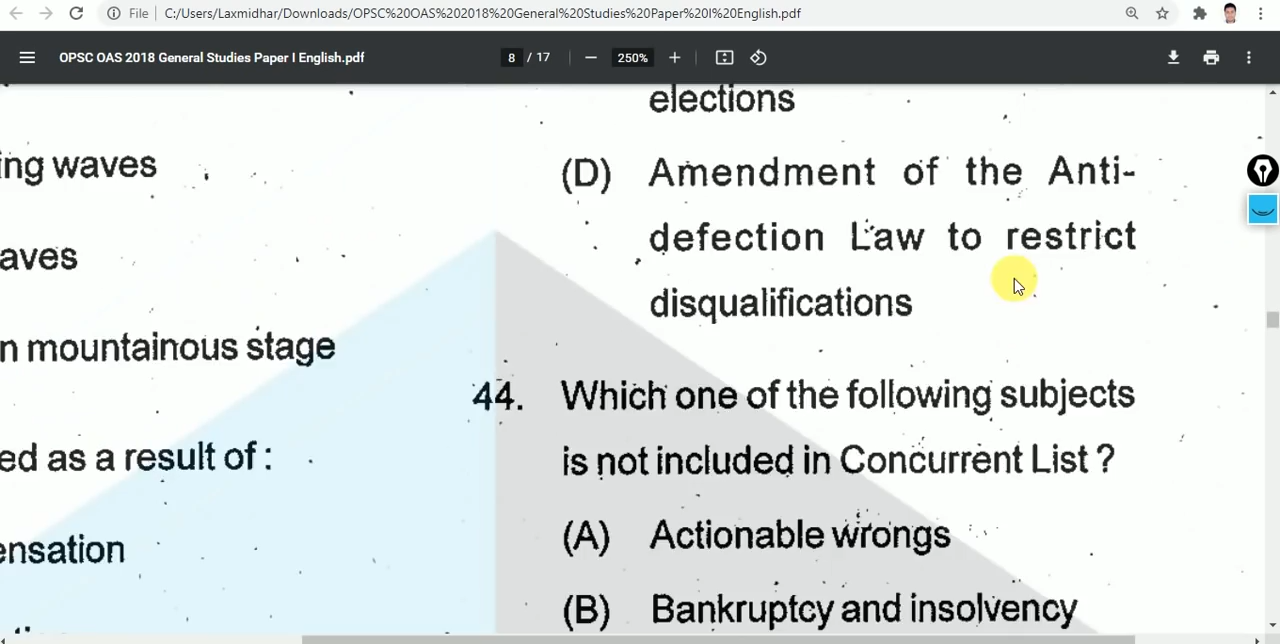 File
C:/Users/Laxmidhar/Downloads/OPSC%20OAS%202018%20General%20Studies%20Paper%20I%20English.pdf
OPSC OAS 2018 General Studies Paper I English.pdf
8 / 17
250%
ing waves
aves
n mountainous stage
ed as a result of :
ensation
elections
(D) Amendment of the Anti-
defection Law to restrict
disqualifications
44. Which one of the following subjects
is not included in Concurrent List ?
(A) Actionable wrongs
(B) Bankruptcy and insolvency